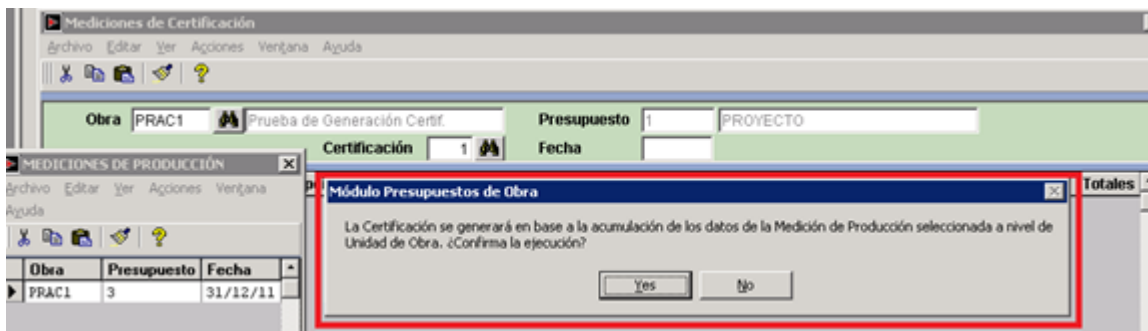 Mediciones de Certificación
Archivo Editar Ver Acciones Ventana Ayuda
Obra PRAC1 Prueba de Generación Certif. Presupuesto 1 PROYECTO
Certificación 1 Fecha
MEDICIONES DE PRODUCCIÓN
Archivo Editar Ver Acciones Ventana
Ayuda
Obra Presupuesto Fecha
PRAC1 3 31/12/11
Módulo Presupuestos de Obra
La Certificación se generará en base a la acumulación de los datos de la Medición de Producción seleccionada a nivel de
Unidad de Obra. ¿Confirma la ejecución?
Yes No
Totales